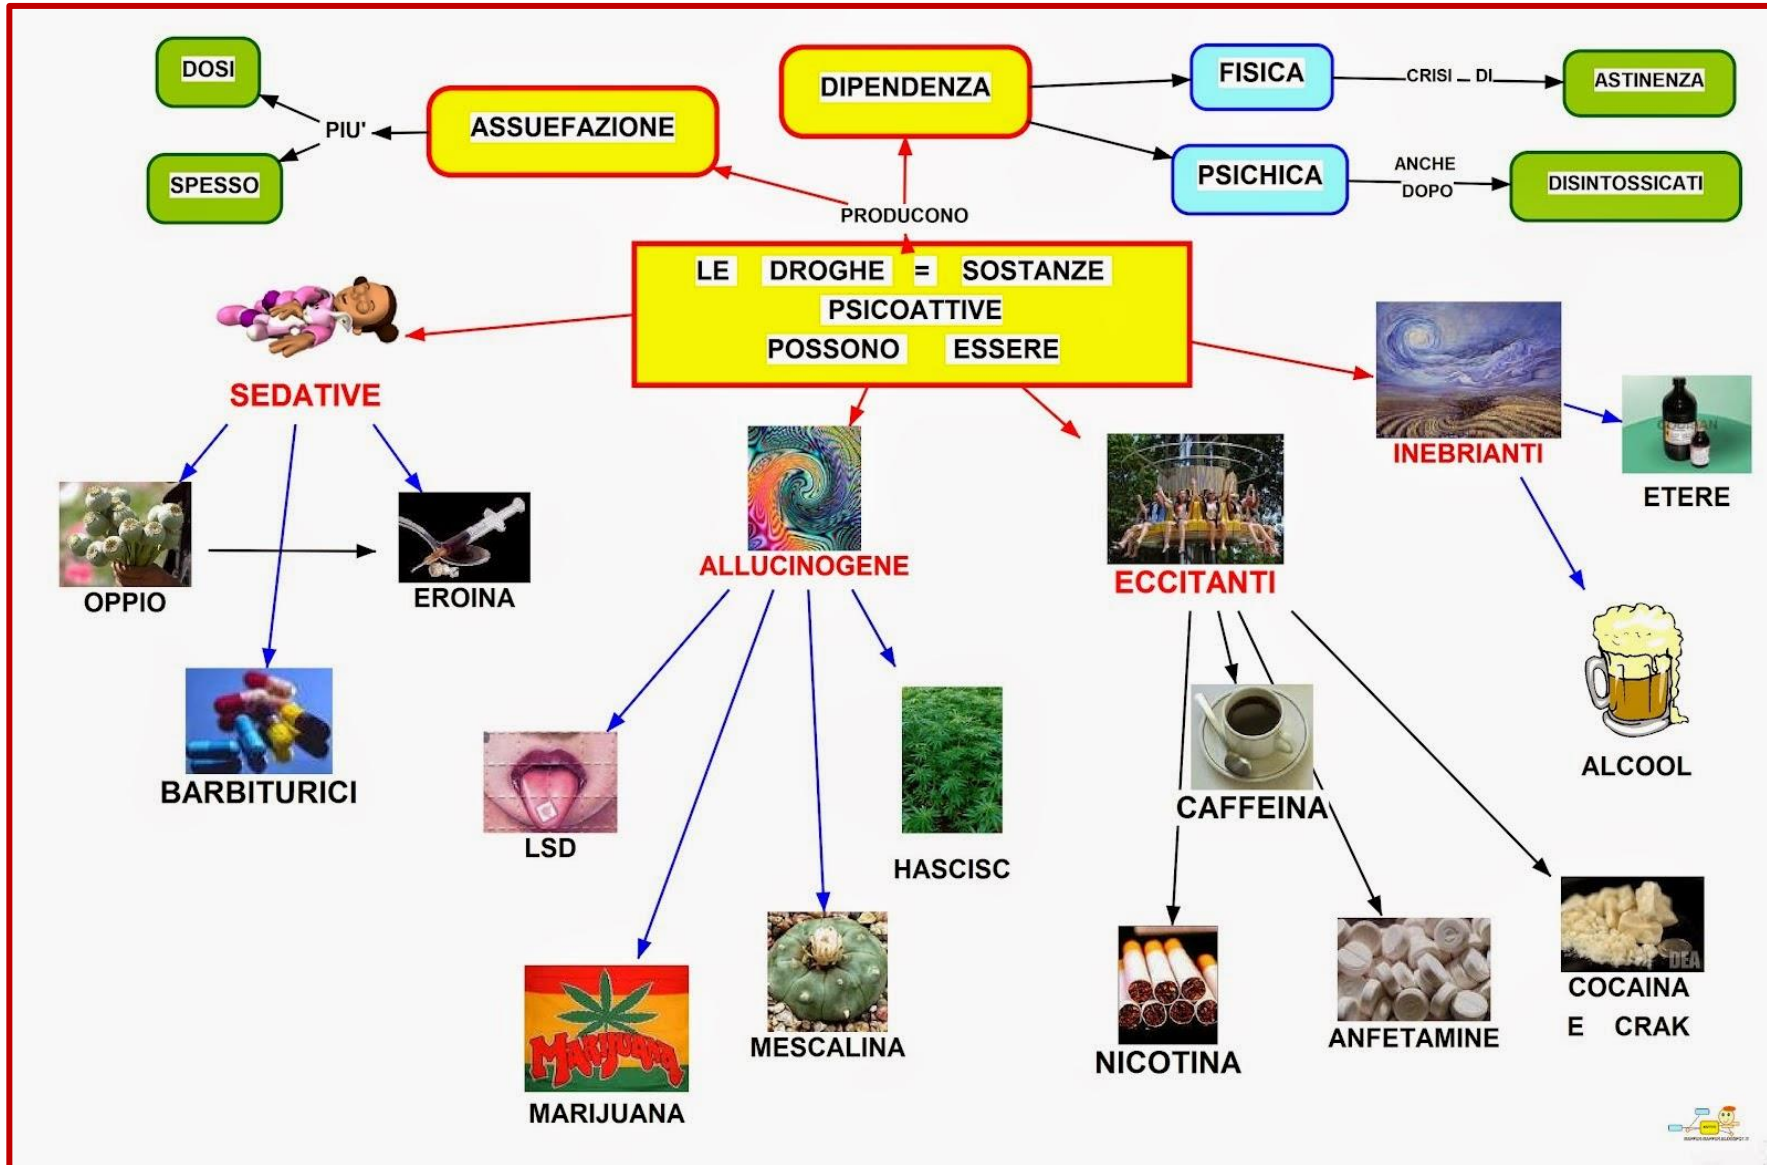 DOSI
PIU'
SPESSO
ASSUEFAZIONE
DIPENDENZA
FISICA
CRISI DI
ASTINENZA
PSICHICA
ANCHE
DOPO
DISINTOSSICATI
PRODUCONO
LE DROGHE = SOSTANZE
PSICOATTIVE
POSSONO ESSERE
SEDATIVE
OPPIO
EROINA
BARBITURICI
ALLUCINOGENE
LSD
MARIJUANA
MARIJUANA
MESCALINA
HASCISC
ECCITANTI
CAFFEINA
NICOTINA
ANFETAMINE
DEA
COCAINA
E CRAK
INEBRIANTI
ETERE
ALCOOL